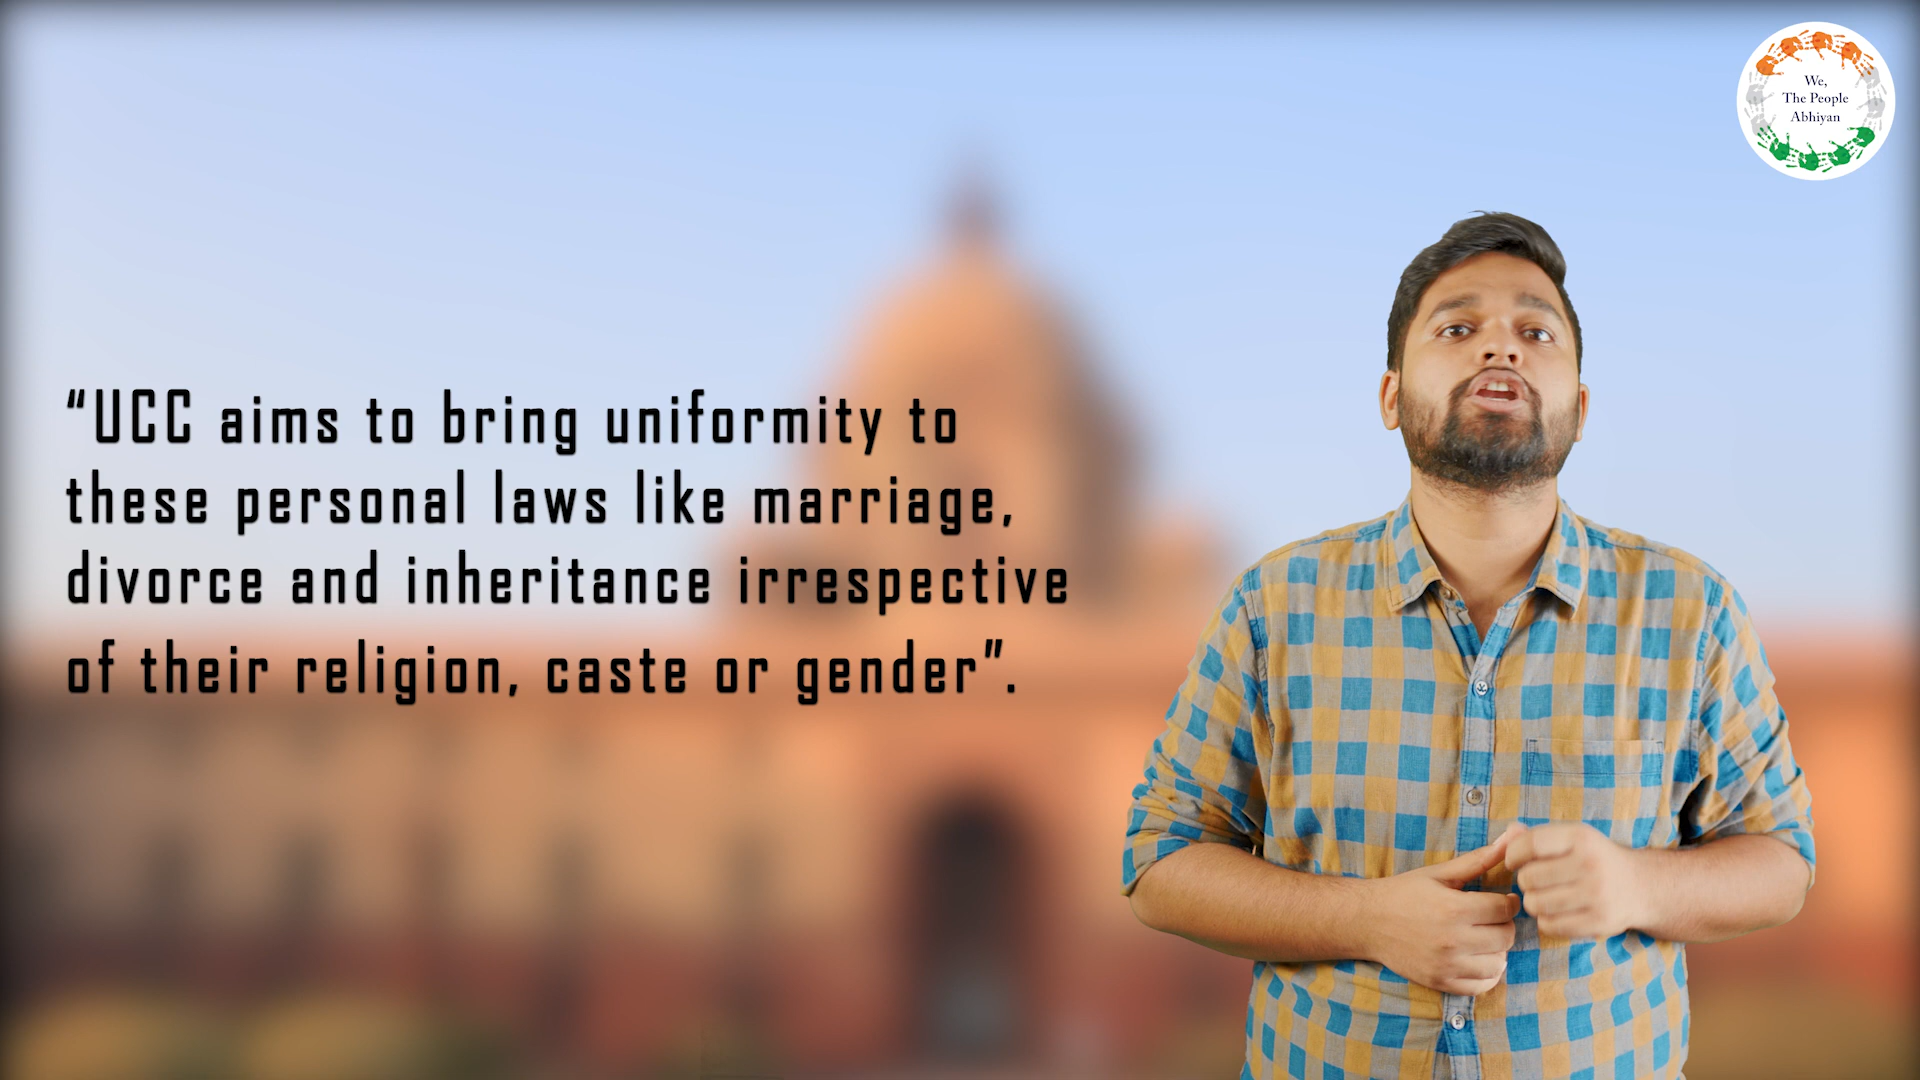 We,
The People
Abhiyan
“UCC aims to bring uniformity to
these personal laws like marriage,
divorce and inheritance irrespective
of their religion, caste or gender”.